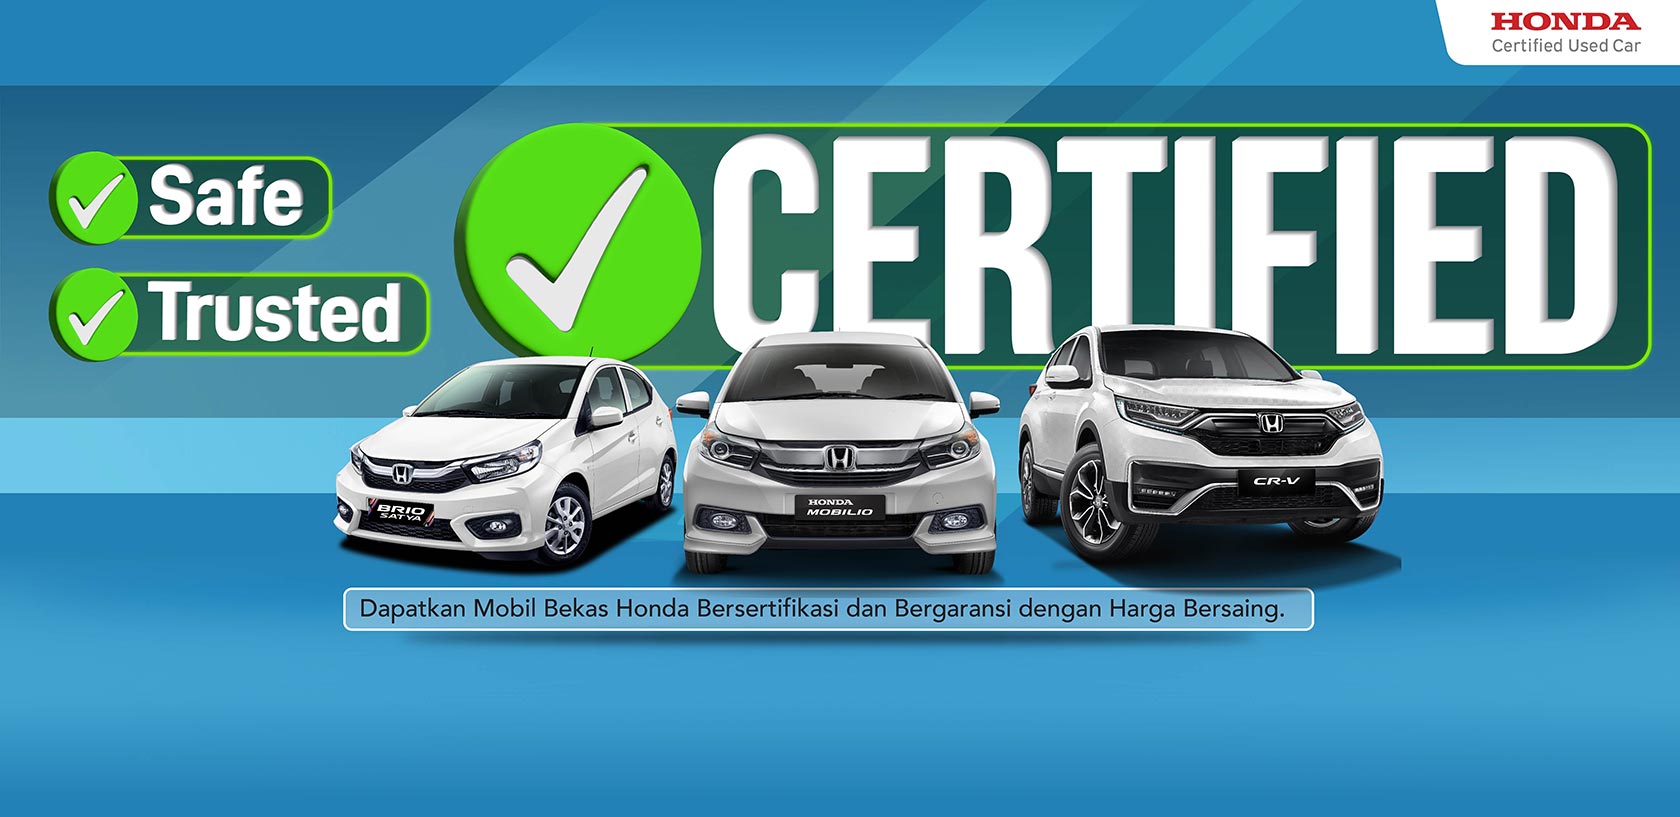 HONDA
Certified Used Car
Safe
Trusted
CERTIFIED
BRIO
SATYA
HONDA
MOBILIO
CR-V
Dapatkan Mobil Bekas Honda Bersertifikasi dan Bergaransi dengan Harga Bersaing.